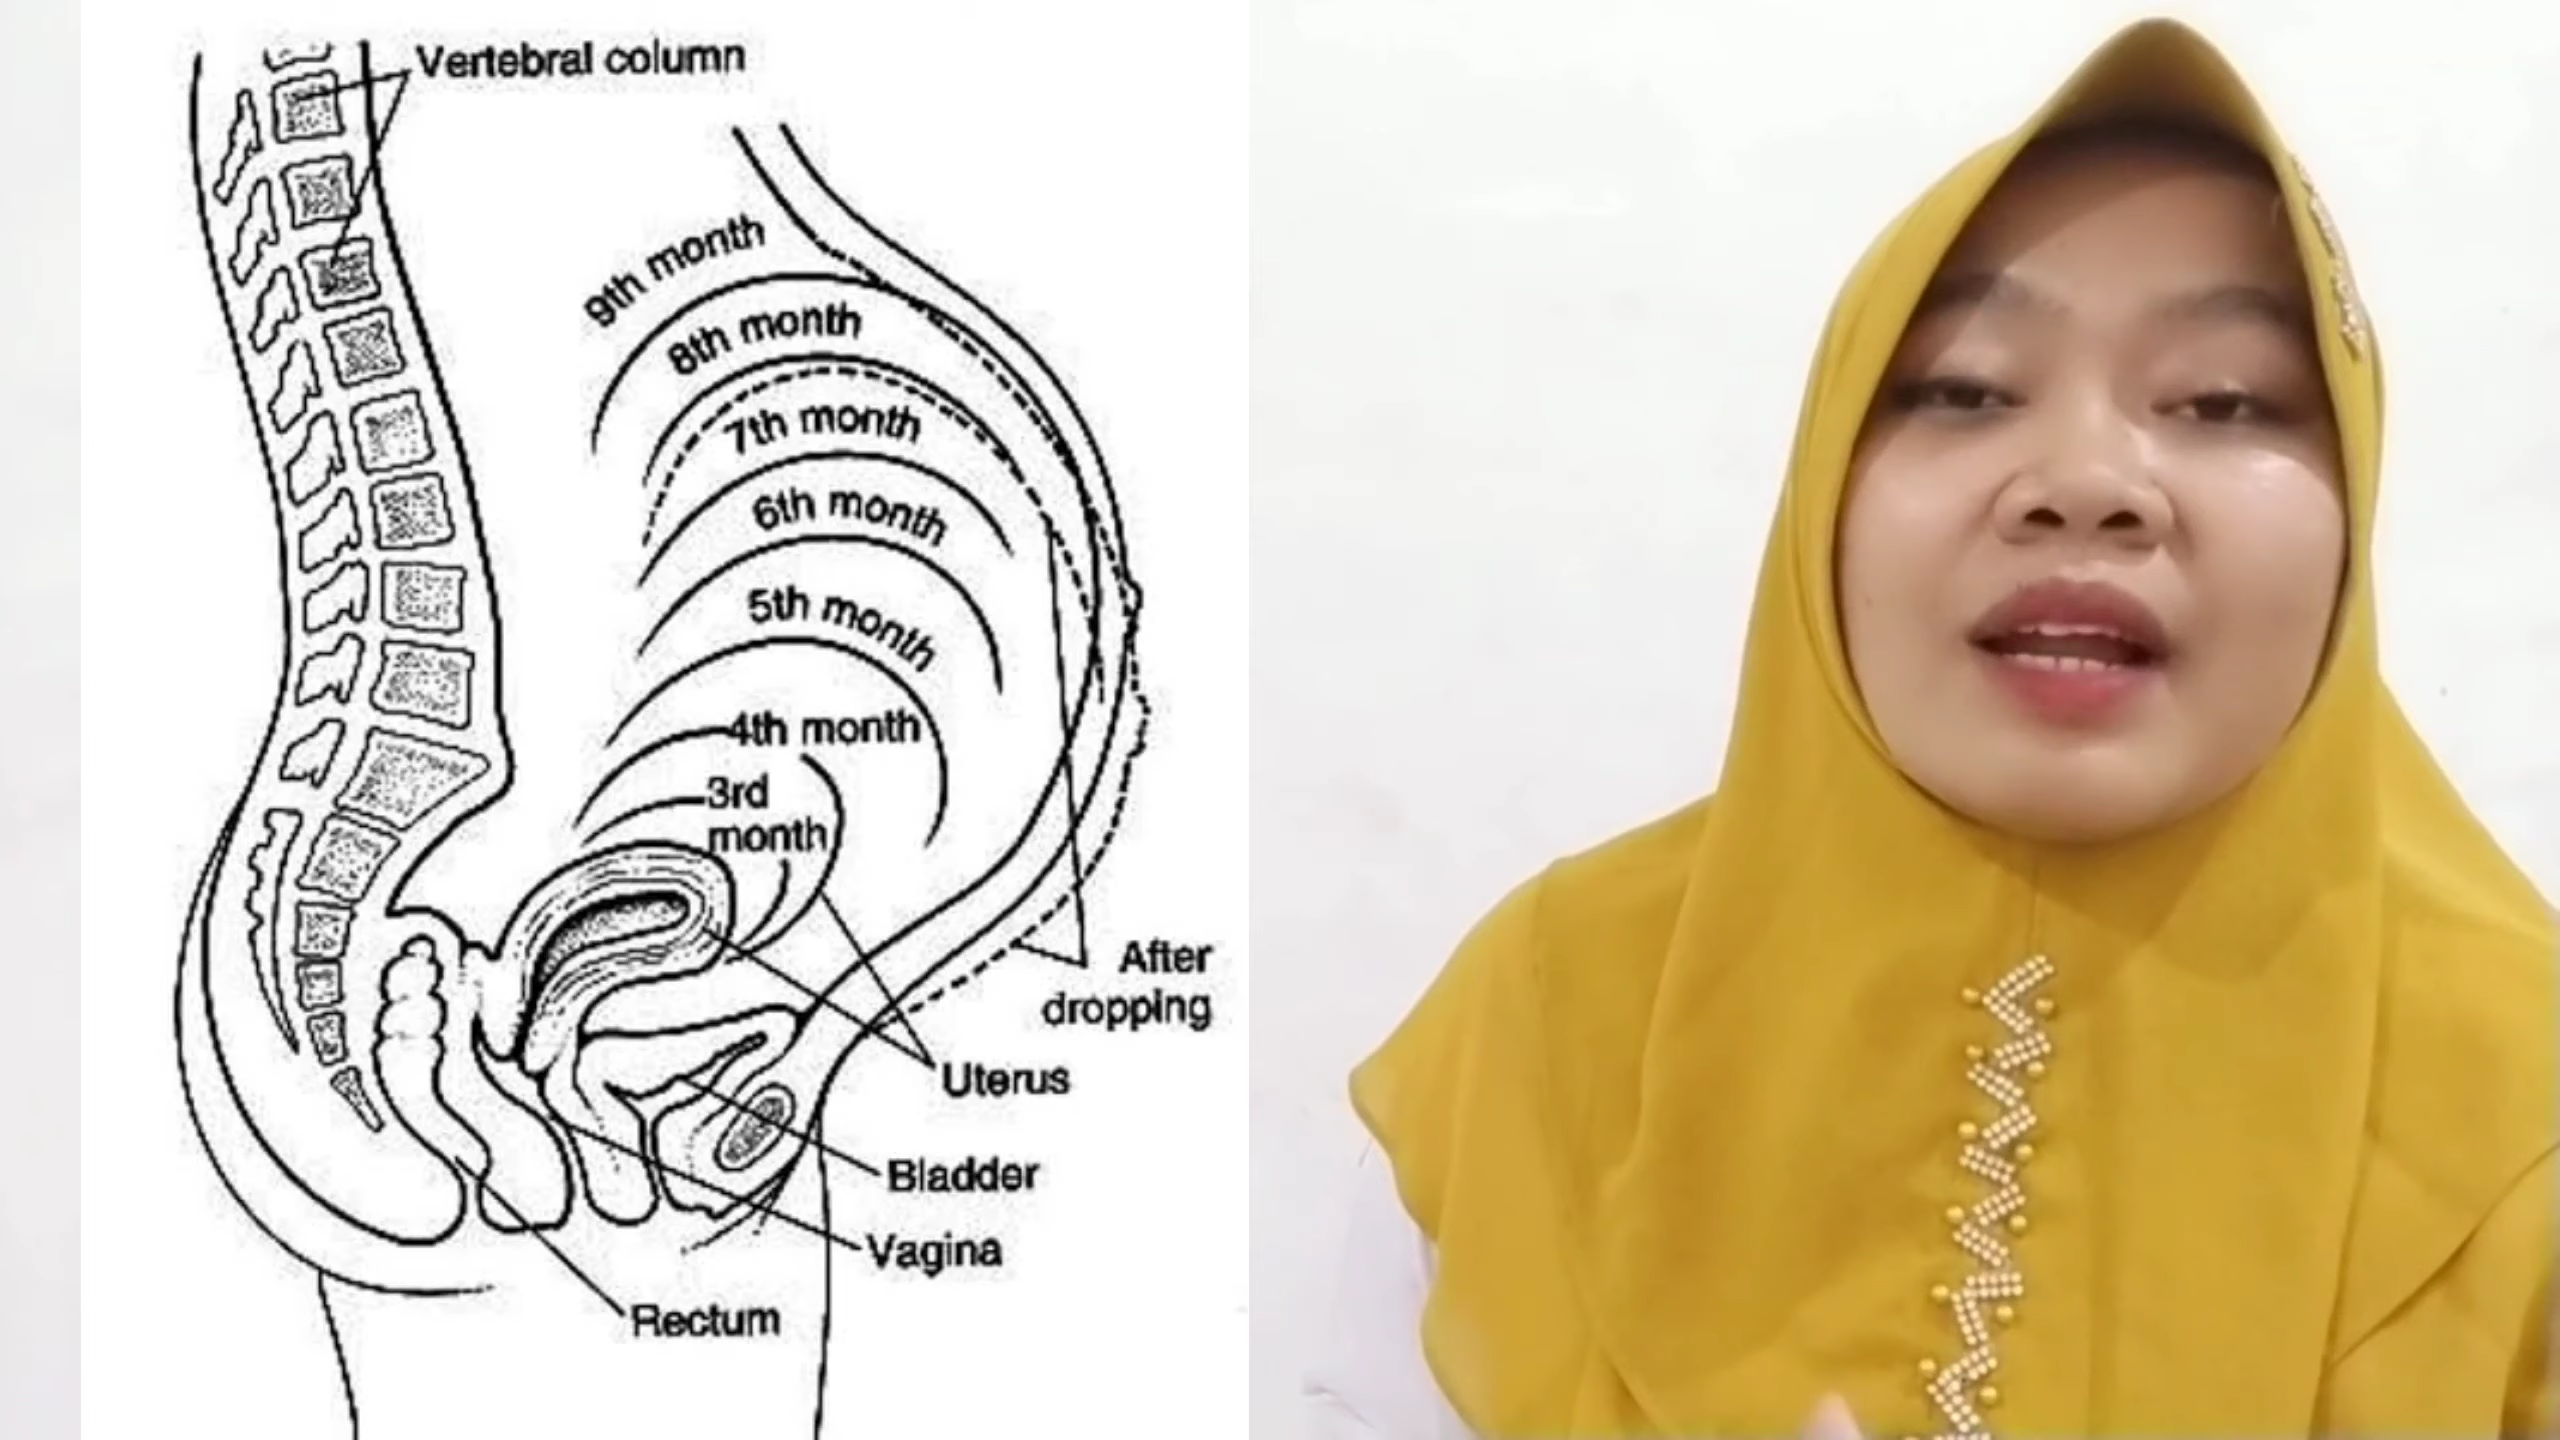 Vertebral column
9th month
8th month
7th month
6th month
5th month
4th month
3rd
month
After
dropping
Uterus
Bladder
Vagina
Rectum